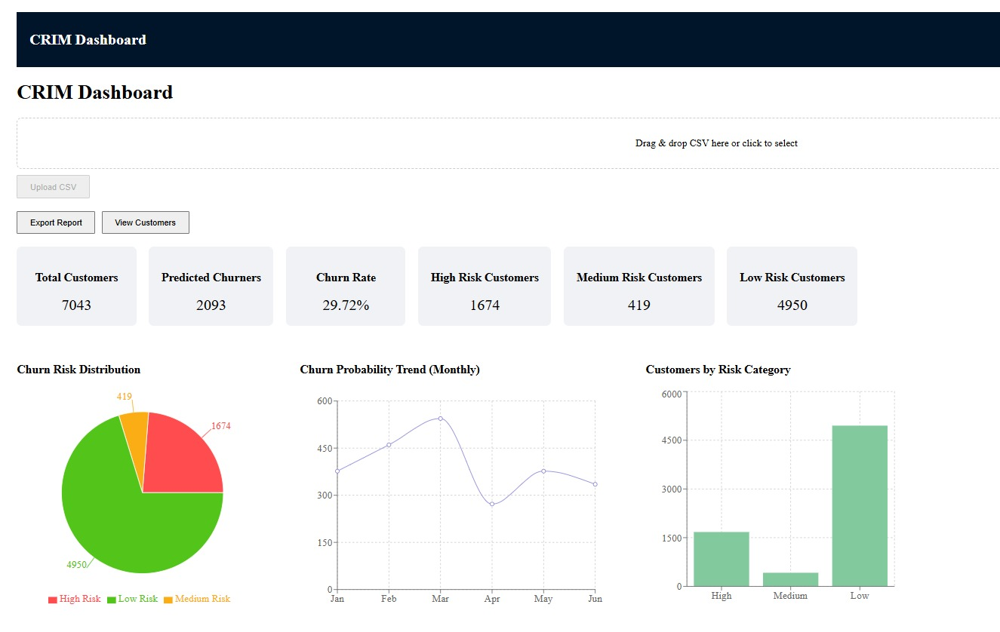 CRIM Dashboard
CRIM Dashboard
Drag & drop CSV here or click to select
Upload CSV
Export Report
View Customers
Total Customers
7043
Predicted Churners
2093
Churn Rate
29.72%
High Risk Customers
1674
Medium Risk Customers
419
Low Risk Customers
4950
Churn Risk Distribution
419
1674
4950
High Risk
Low Risk
Medium Risk
Churn Probability Trend (Monthly)
600
450
300
150
0
Jan
Feb
Mar
Apr
May
Jun
Customers by Risk Category
6000
4500
3000
1500
0
High
Medium
Low